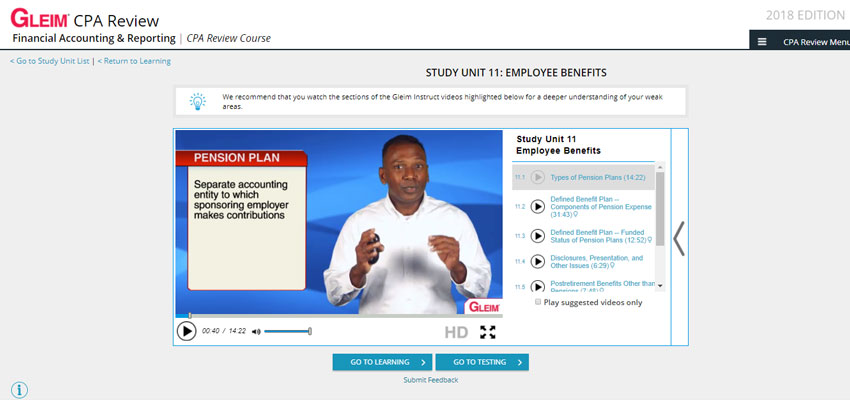 GLEIM® CPA Review
2018 EDITION
Financial Accounting & Reporting | CPA Review Course
CPA Review Menu
< Go to Study Unit List | < Return to Learning
STUDY UNIT 11: EMPLOYEE BENEFITS
We recommend that you watch the sections of the Gleim Instruct videos highlighted below for a deeper understanding of your weak
areas.
PENSION PLAN
Separate accounting
entity to which
sponsoring employer
makes contributions
GLEIM
00:40 / 14:22
HD
Study Unit 11
Employee Benefits
11.1 Types of Pension Plans (14:22)
11.2 Defined Benefit Plan --
Components of Pension Expense
(31:43)
11.3 Defined Benefit Plan -- Funded
Status of Pension Plans (12:52)
11.4 Disclosures, Presentation, and
Other Issues (6:29)
11.5 Postretirement Benefits Other than
Pensions (7:48)
Play suggested videos only
GO TO LEARNING >
GO TO TESTING >
Submit Feedback